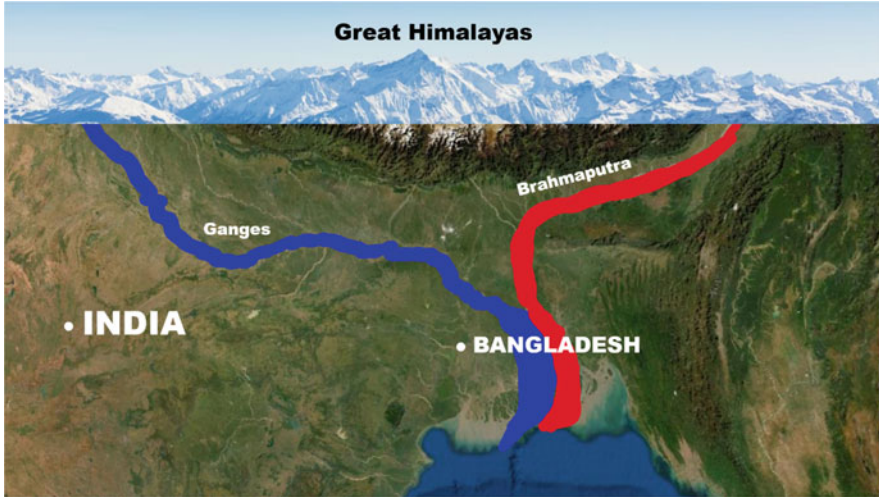 Great Himalayas
Brahmaputra
Ganges
INDIA
BANGLADESH